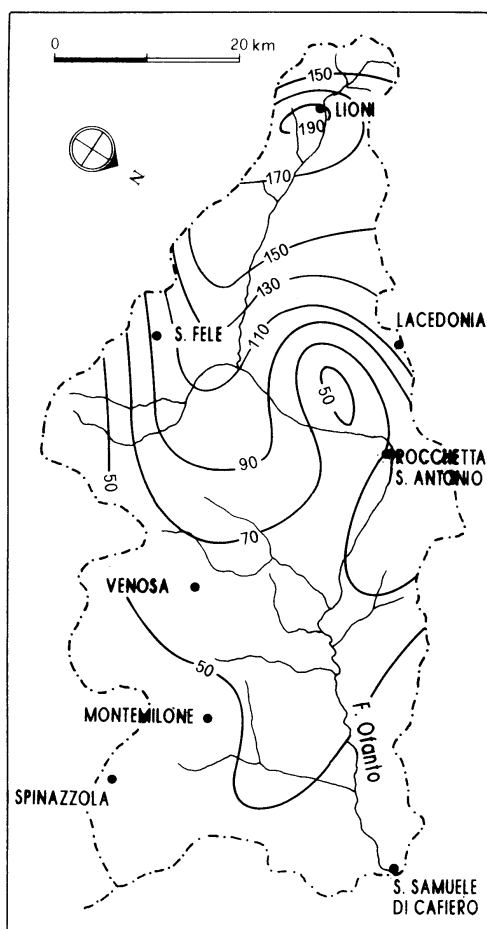 0 20 km
150
LIONI
190
N
170
150
130
LACEDONIA
110
S. FELE
50
ROCCHETTA
S. ANTONIO
90
50
70
VENOSA
50
MONTEMILONE
F. Ofanto
SPINAZZOLA
S. SAMUELE
DI CAFIERO